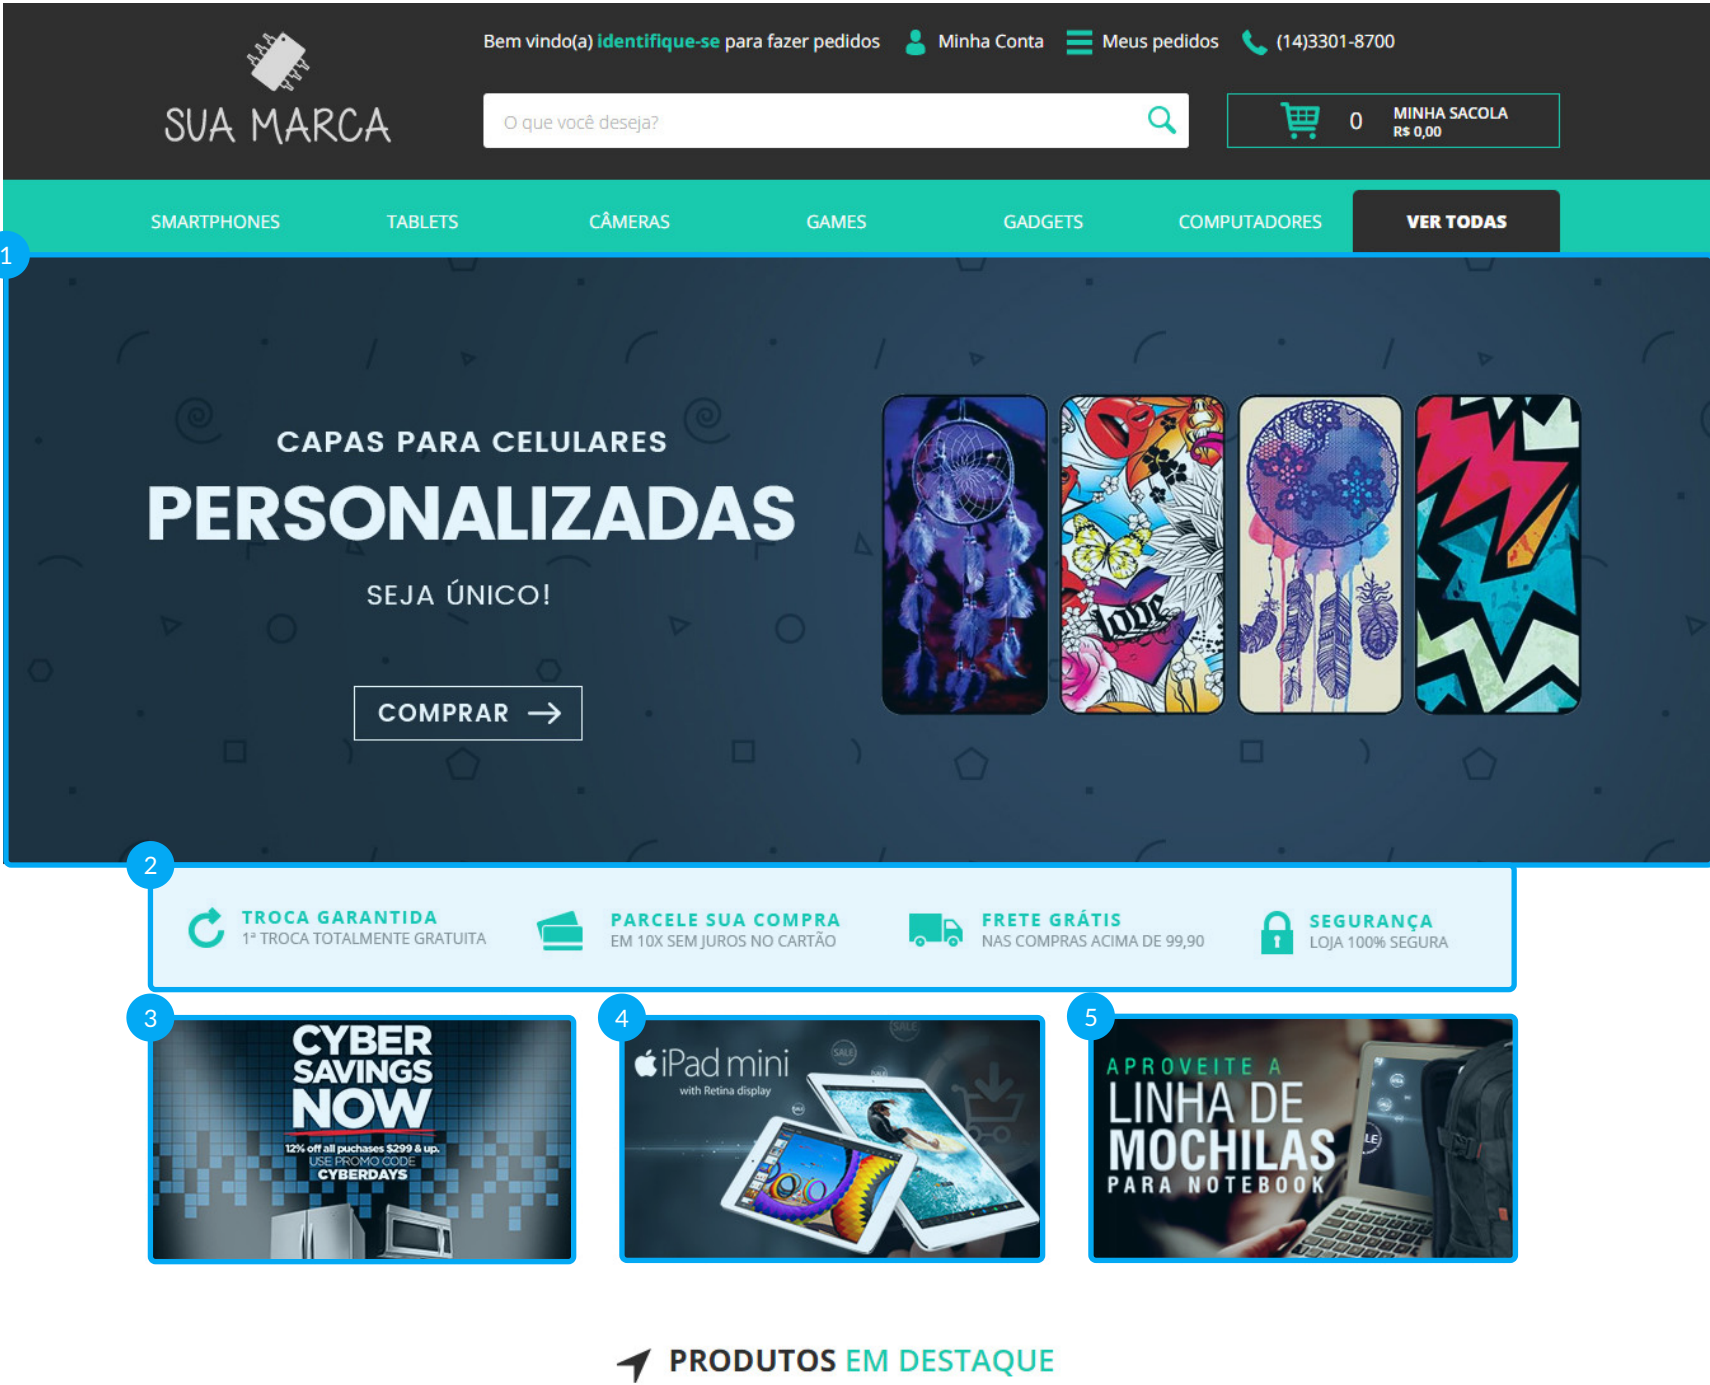 Bem vindo(a) identifique-se para fazer pedidos
Minha Conta
Meus pedidos
(14)3301-8700
SUA MARCA
O que você deseja?
0
MINHA SACOLA
R$ 0,00
SMARTPHONES
TABLETS
CÂMERAS
GAMES
GADGETS
COMPUTADORES
VER TODAS
1
CAPAS PARA CELULARES
PERSONALIZADAS
SEJA ÚNICO!
COMPRAR
love
2
TROCA GARANTIDA
1ª TROCA TOTALMENTE GRATUITA
PARCELE SUA COMPRA
EM 10X SEM JUROS NO CARTÃO
FRETE GRÁTIS
NAS COMPRAS ACIMA DE 99,90
SEGURANÇA
LOJA 100% SEGURA
3
CYBER
SAVINGS
NOW
12% off all puchases $299 & up.
USE PROMO CODE
CYBERDAYS
4
SALE
SALE
iPad mini
with Retina display
5
APROVEITE A
LINHA DE
MOCHILAS
PARA NOTEBOOK
PRODUTOS EM DESTAQUE